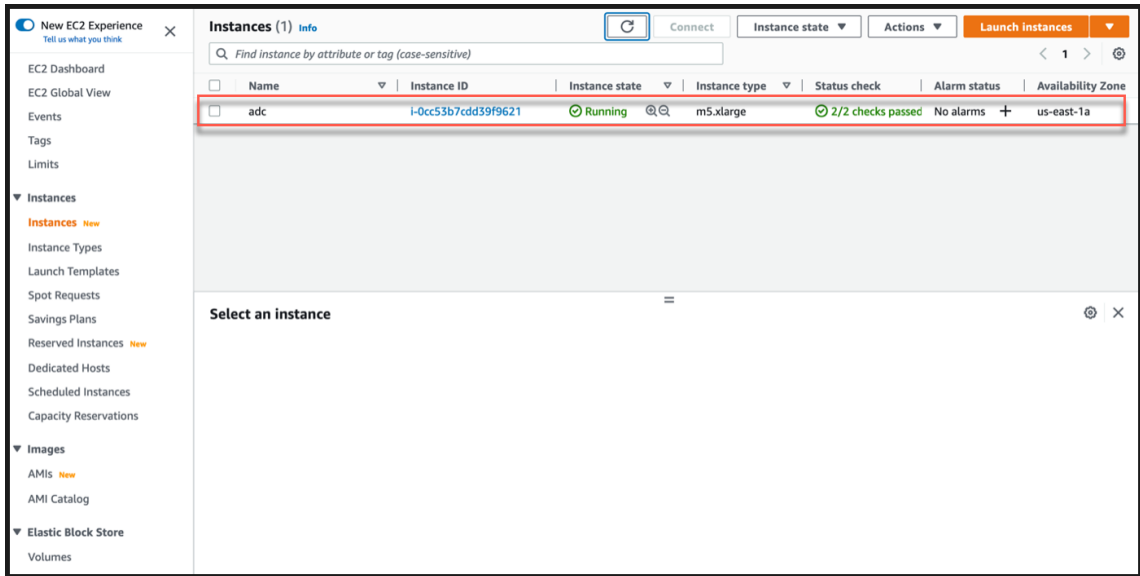 New EC2 Experience
Tell us what you think
EC2 Dashboard
EC2 Global View
Events
Tags
Limits
Instances
Instances New
Instance Types
Launch Templates
Spot Requests
Savings Plans
Reserved Instances New
Dedicated Hosts
Scheduled Instances
Capacity Reservations
Images
AMIs New
AMI Catalog
Elastic Block Store
Volumes
Instances (1) Info
Connect
Instance state
Actions
Launch instances
Find instance by attribute or tag (case-sensitive)
1
Name Instance ID Instance state Instance type Status check Alarm status Availability Zone
adc i-0cc53b7cdd39f9621 Running m5.xlarge 2/2 checks passed No alarms + us-east-1a
Select an instance